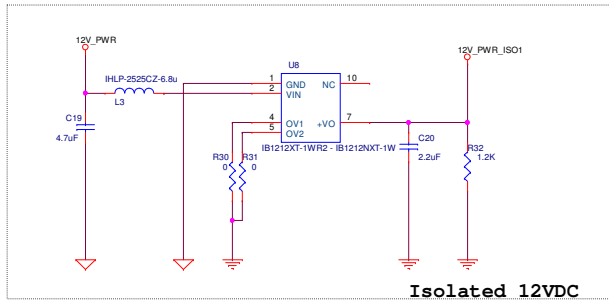 12V_PWR
12V_PWR_ISO1
U8
IHLP-2525CZ-6.8u
L3
1
GND
NC
10
2
VIN
C19
4.7uF
4
OV1
+VO
7
5
OV2
C20
2.2uF
IB1212XT-1WR2 - IB1212NXT-1W
R30
0
R31
0
R32
1.2K
Isolated 12VDC